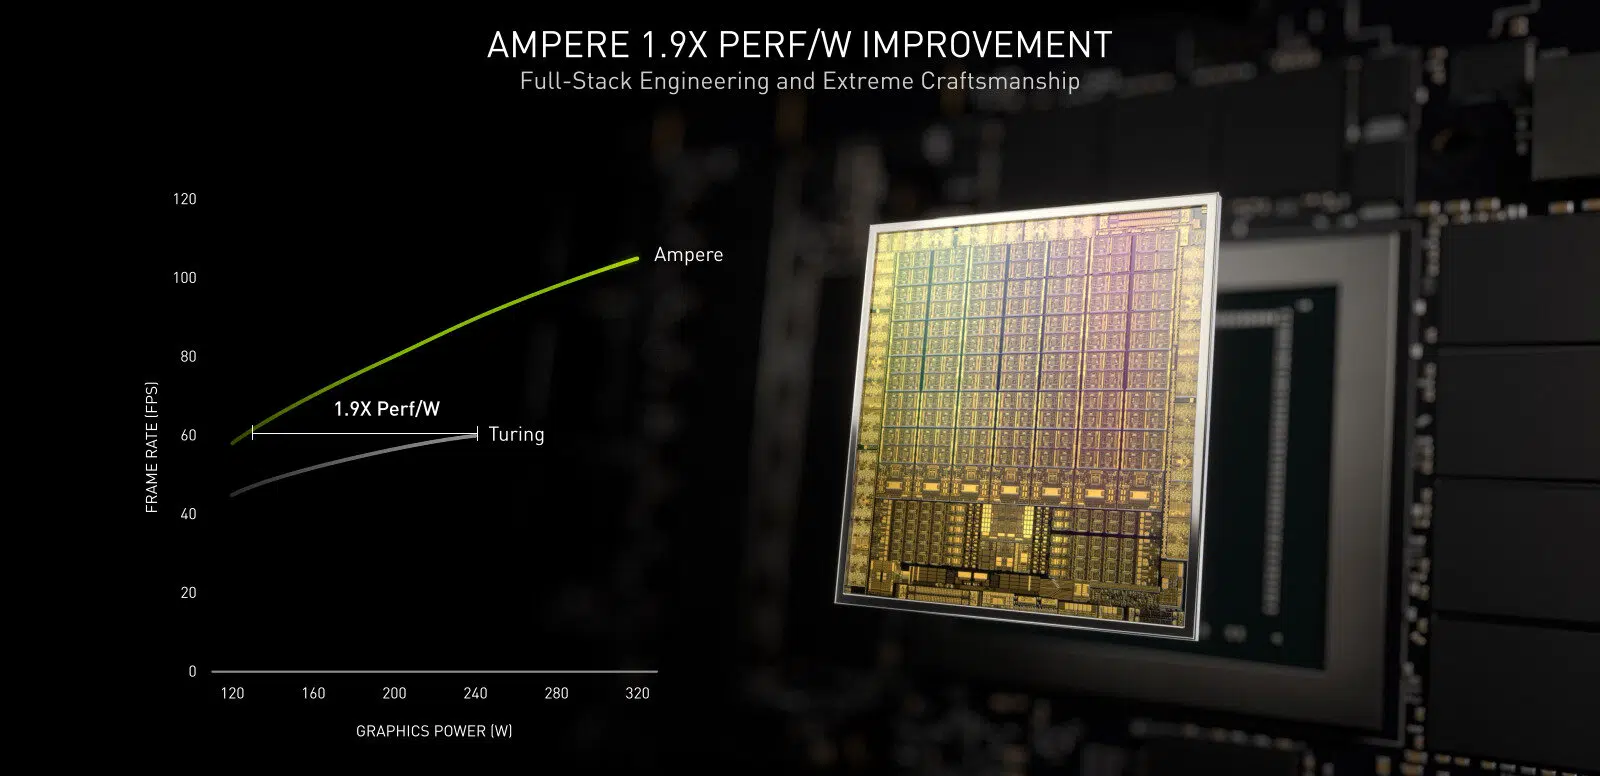 AMPERE 1.9X PERF/W IMPROVEMENT
Full-Stack Engineering and Extreme Craftsmanship
120
100
80
60
40
20
0
FRAME RATE (FPS)
Ampere
1.9X Perf/W
Turing
120 160 200 240 280 320
GRAPHICS POWER (W)